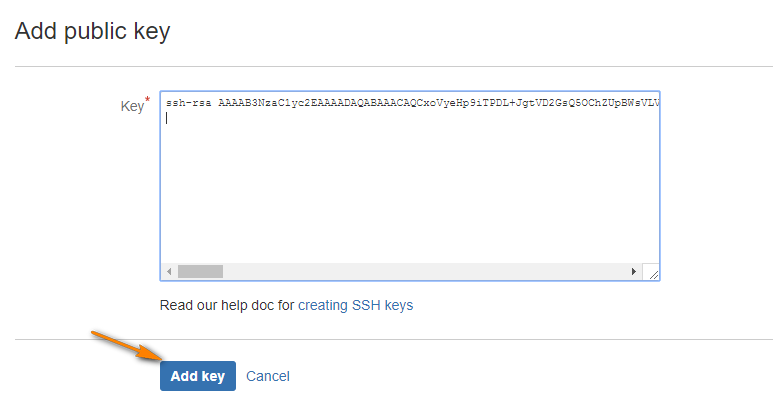 Add public key
Key*
ssh-rsa AAAAB3NzaC1yc2EAAAADAQABAAACAQCxoVyeHp9iTPDL+JgtVD2GsQ5OChZUpBWsVLV
Read our help doc for creating SSH keys
Add key Cancel